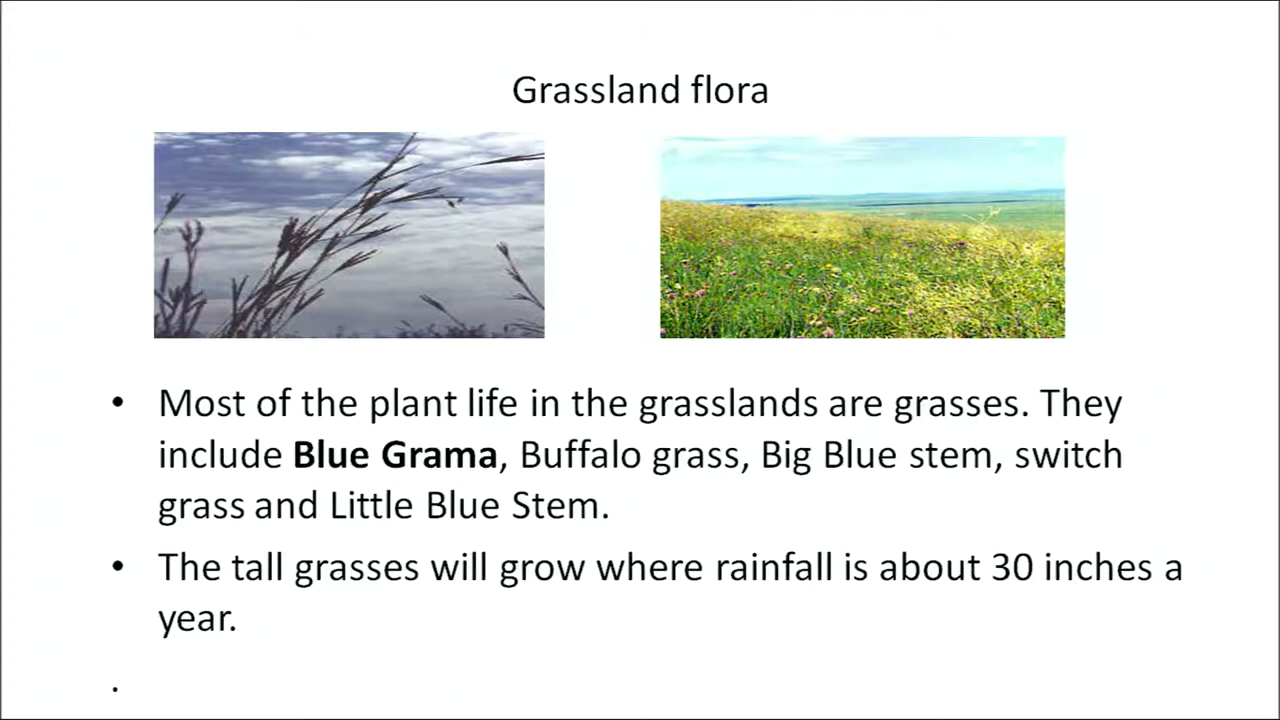 Grassland flora
• Most of the plant life in the grasslands are grasses. They
include Blue Grama, Buffalo grass, Big Blue stem, switch
grass and Little Blue Stem.
• The tall grasses will grow where rainfall is about 30 inches a
year.
.